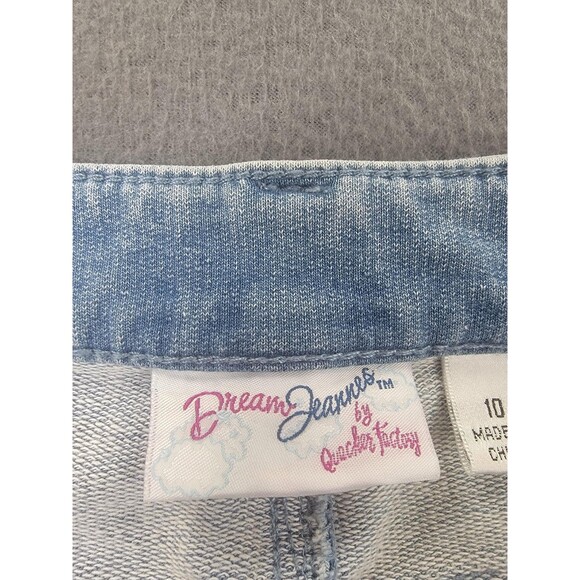 Dream Jeannes™
by
Quacker Factory
10
MADE
CH